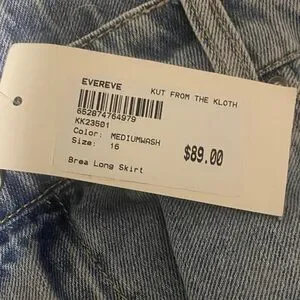 EVEREVE
KUT FROM THE KLOTH
652874764979
KK23501
Color: MEDIUMWASH
Size: 16
$89.00
Brea Long Skirt